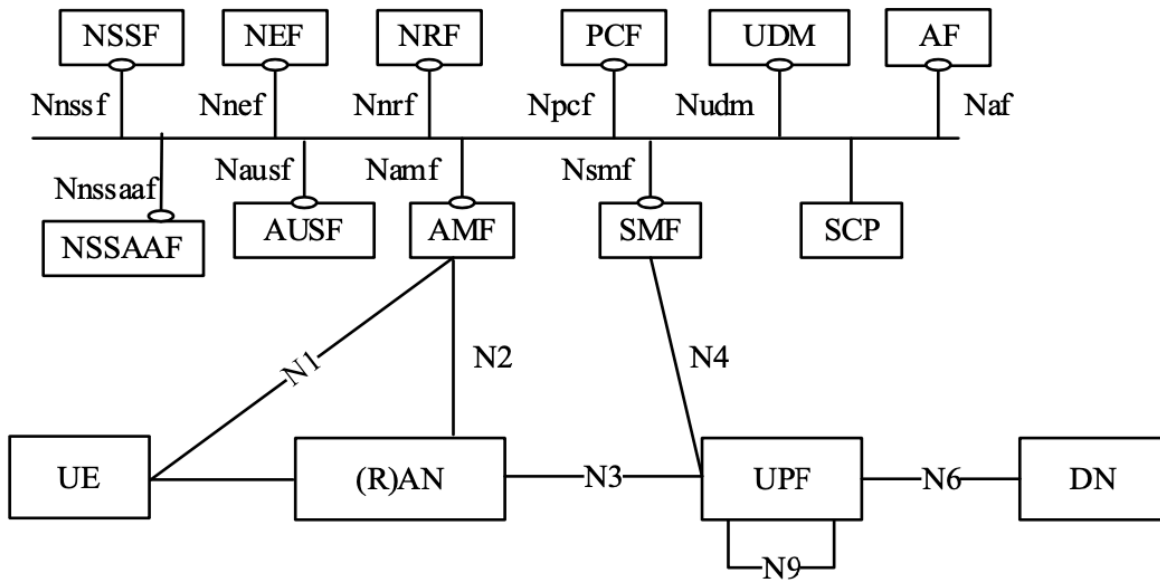 NSSF NEF NRF PCF UDM AF
Nnssf Nnef Nnrf Npcf Nudm Naf
Nnssaaf Nausf Namf Nsmf
NSSAAF AUSF AMF SMF SCP
N1 N2 N4
UE (R)AN N3 UPF N6 DN
N9